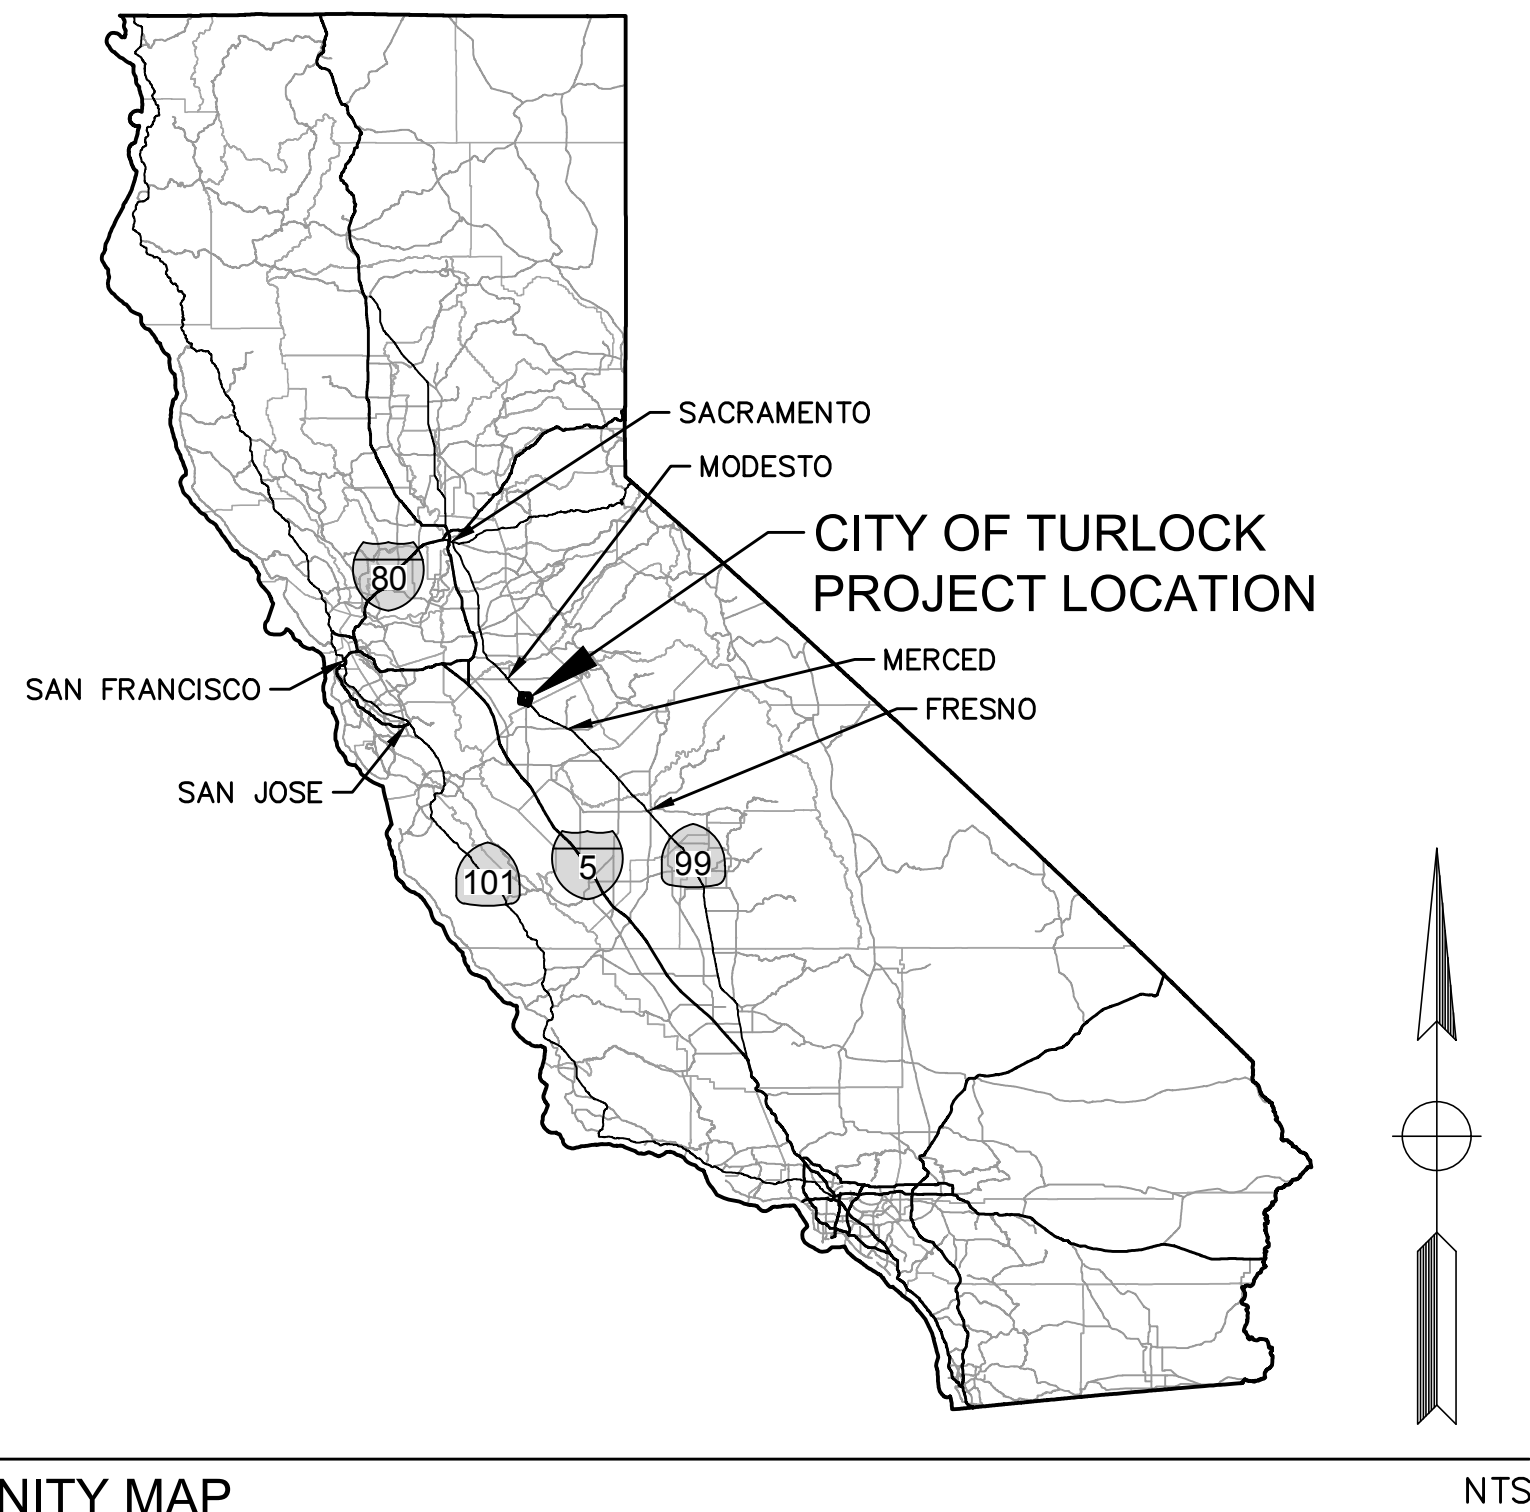 SACRAMENTO
MODESTO
CITY OF TURLOCK
PROJECT LOCATION
80
MERCED
SAN FRANCISCO
FRESNO
SAN JOSE
101
5
99
NITY MAP
NTS